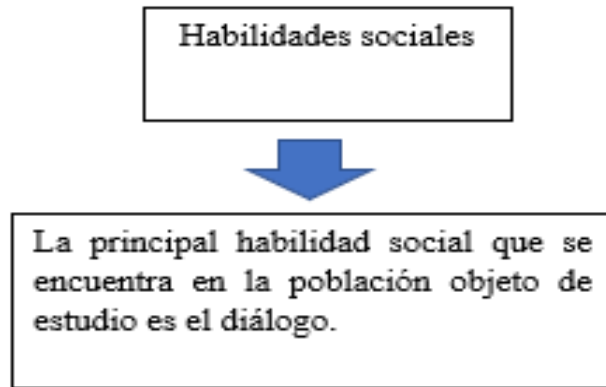 Habilidades sociales
La principal habilidad social que se
encuentra en la población objeto de
estudio es el diálogo.